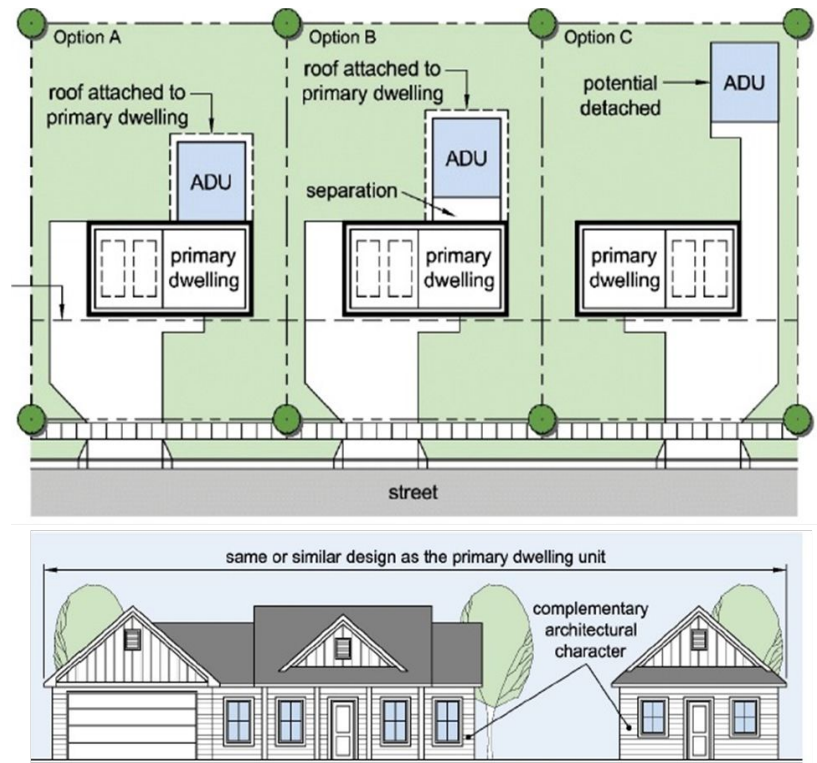 Option A
roof attached to
primary dwelling
ADU
primary
dwelling
Option B
roof attached to
primary dwelling
ADU
separation
primary
dwelling
Option C
potential
detached
ADU
primary
dwelling
street
same or similar design as the primary dwelling unit
complementary
architectural
character